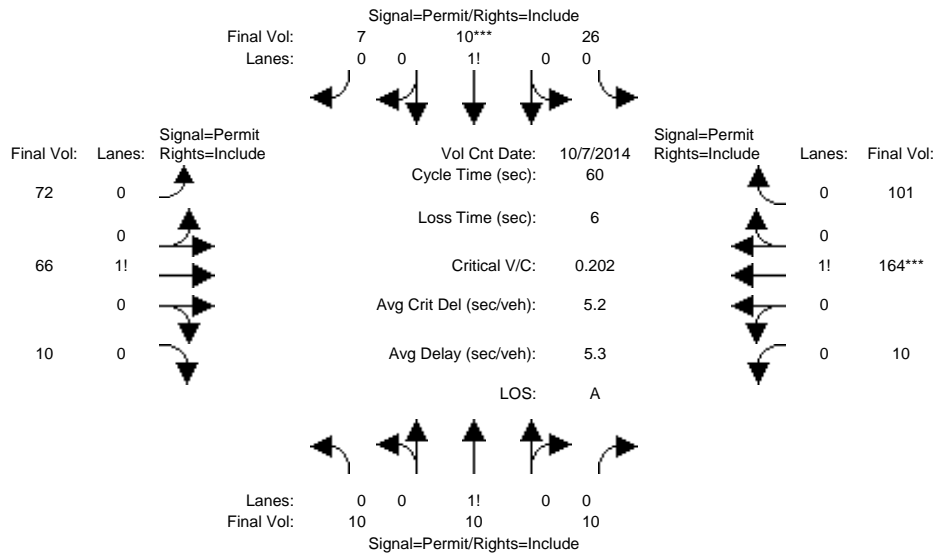 Signal=Permit/Rights=Include
Final Vol: 7 10*** 26
Lanes: 0 0 1! 0 0
Signal=Permit Signal=Permit
Final Vol: Lanes: Rights=Include Vol Cnt Date: 10/7/2014 Rights=Include Lanes: Final Vol:
Cycle Time (sec): 60
72 0 0 101
Loss Time (sec): 6
0 0
66 1! Critical V/C: 0.202 1! 164***
0 Avg Crit Del (sec/veh): 5.2 0
10 0 Avg Delay (sec/veh): 5.3 0 10
LOS: A
Lanes: 0 0 1! 0 0
Final Vol: 10 10 10
Signal=Permit/Rights=Include